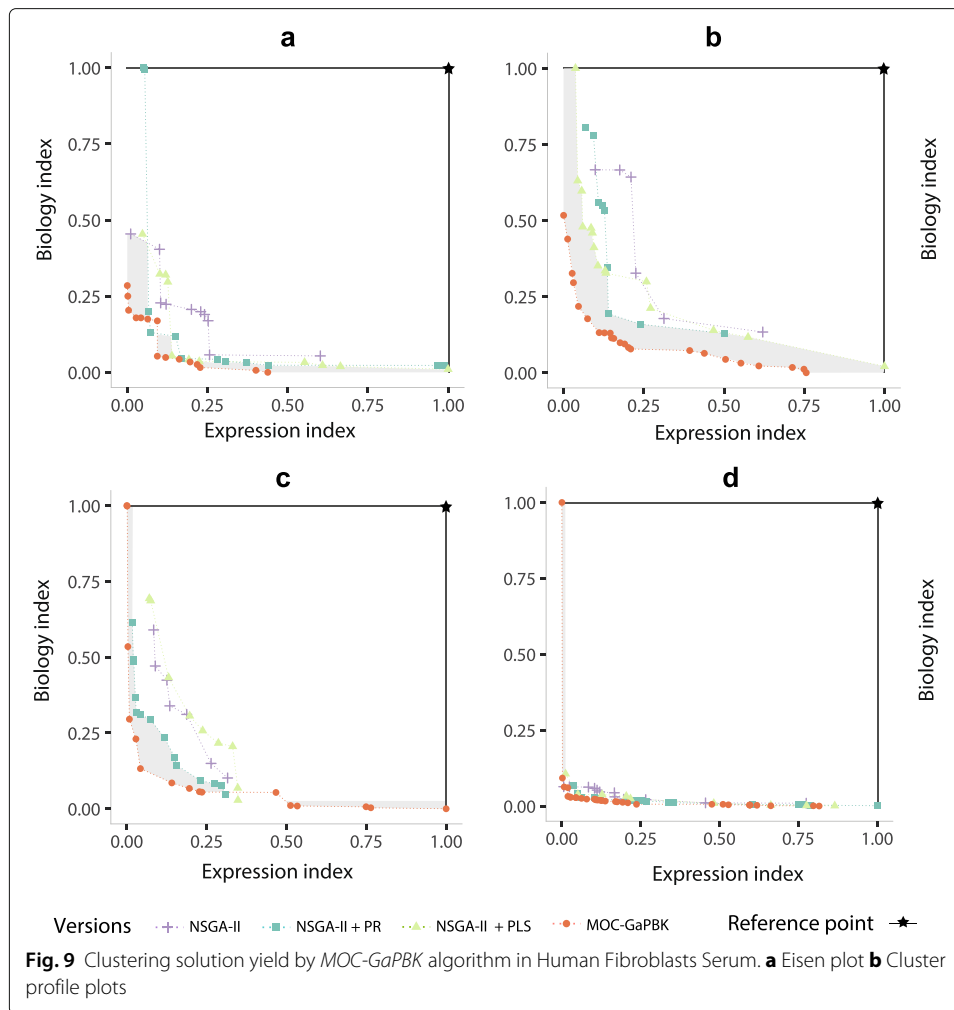 a
b
1.00
0.75
0.50
0.25
0.00
Biology index
0.00
0.25
0.50
0.75
1.00
Expression index
1.00
0.75
0.50
0.25
0.00
Biology index
0.00
0.25
0.50
0.75
1.00
Expression index
Biology index
c
d
1.00
0.75
0.50
0.25
0.00
Biology index
0.00
0.25
0.50
0.75
1.00
Expression index
1.00
0.75
0.50
0.25
0.00
Biology index
0.00
0.25
0.50
0.75
1.00
Expression index
Biology index
Versions NSGA-II NSGA-II + PR NSGA-II + PLS MOC-GaPBK Reference point
Fig. 9 Clustering solution yield by MOC-GaPBK algorithm in Human Fibroblasts Serum. a Eisen plot b Cluster
profile plots